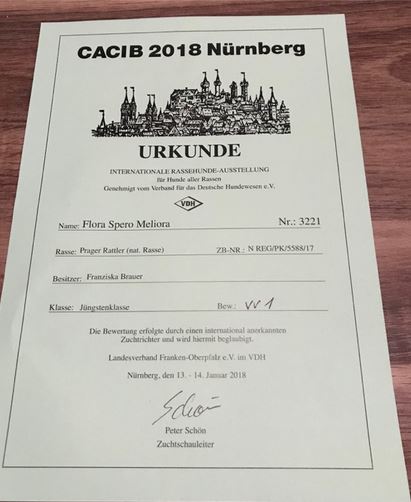 CACIB 2018 Nürnberg
URKUNDE
INTERNATIONALE RASSEHUNDE-AUSSTELLUNG
für Hunde aller Rassen
Genehmigt vom Verband für das Deutsche Hundewesen e.V.
VDH
Name: Flora Spero Meliora Nr.: 3221
Rasse: Prager Rattler (nat. Rasse) ZB-NR.: N REG/PK/5588/17
Besitzer: Franziska Brauer
Klasse: Jüngstenklasse Bew.: vv 1
Die Bewertung erfolgte durch einen international anerkannten
Zuchtrichter und wird hiermit beglaubigt.
Landesverband Franken-Oberpfalz e.V. im VDH
Nürnberg, den 13. - 14. Januar 2018
Schön
Peter Schön
Zuchtschauleiter